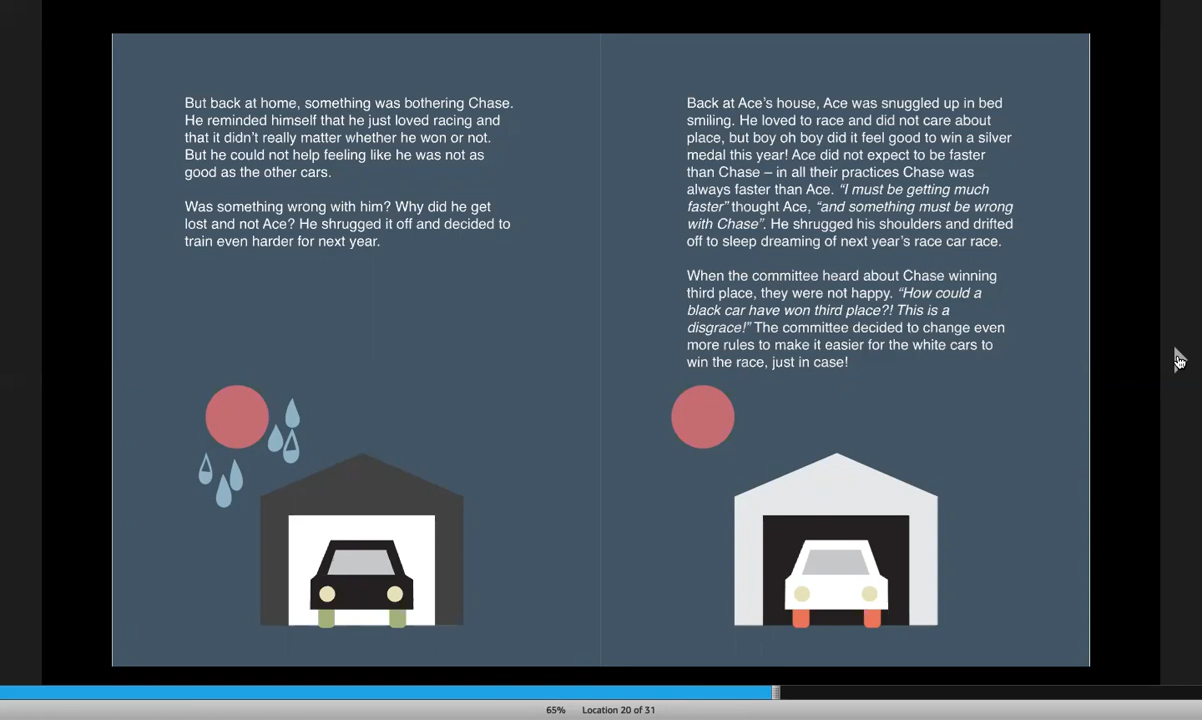 But back at home, something was bothering Chase.
He reminded himself that he just loved racing and
that it didn’t really matter whether he won or not.
But he could not help feeling like he was not as
good as the other cars.
Was something wrong with him? Why did he get
lost and not Ace? He shrugged it off and decided to
train even harder for next year.
Back at Ace’s house, Ace was snuggled up in bed
smiling. He loved to race and did not care about
place, but boy oh boy did it feel good to win a silver
medal this year! Ace did not expect to be faster
than Chase – in all their practices Chase was
always faster than Ace. “I must be getting much
faster” thought Ace, “and something must be wrong
with Chase”. He shrugged his shoulders and drifted
off to sleep dreaming of next year’s race car race.
When the committee heard about Chase winning
third place, they were not happy. “How could a
black car have won third place?! This is a
disgrace!” The committee decided to change even
more rules to make it easier for the white cars to
win the race, just in case!
65% Location 20 of 31